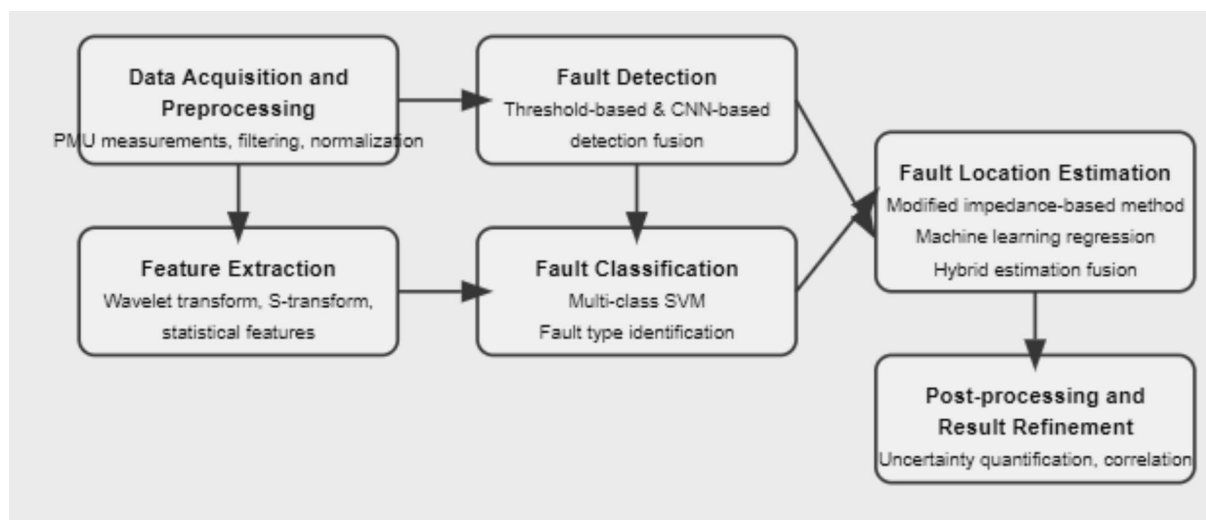 Data Acquisition and
Preprocessing
PMU measurements, filtering, normalization
Fault Detection
Threshold-based & CNN-based
detection fusion
Feature Extraction
Wavelet transform, S-transform,
statistical features
Fault Classification
Multi-class SVM
Fault type identification
Fault Location Estimation
Modified impedance-based method
Machine learning regression
Hybrid estimation fusion
Post-processing and
Result Refinement
Uncertainty quantification, correlation